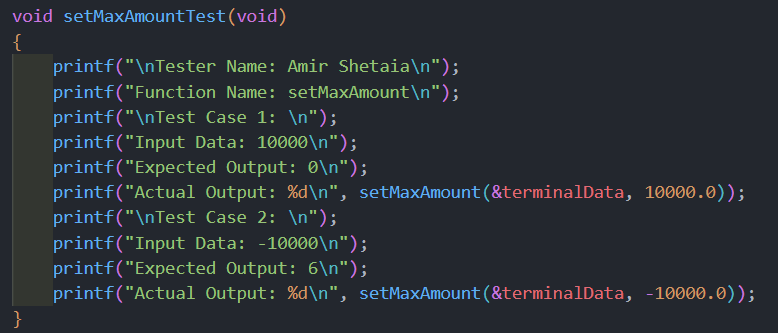 void setMaxAmountTest(void)
{
    printf("\nTester Name: Amir Shetaia\n");
    printf("Function Name: setMaxAmount\n");
    printf("\nTest Case 1: \n");
    printf("Input Data: 10000\n");
    printf("Expected Output: 0\n");
    printf("Actual Output: %d\n", setMaxAmount(&terminalData, 10000.0));
    printf("\nTest Case 2: \n");
    printf("Input Data: -10000\n");
    printf("Expected Output: 6\n");
    printf("Actual Output: %d\n", setMaxAmount(&terminalData, -10000.0));
}